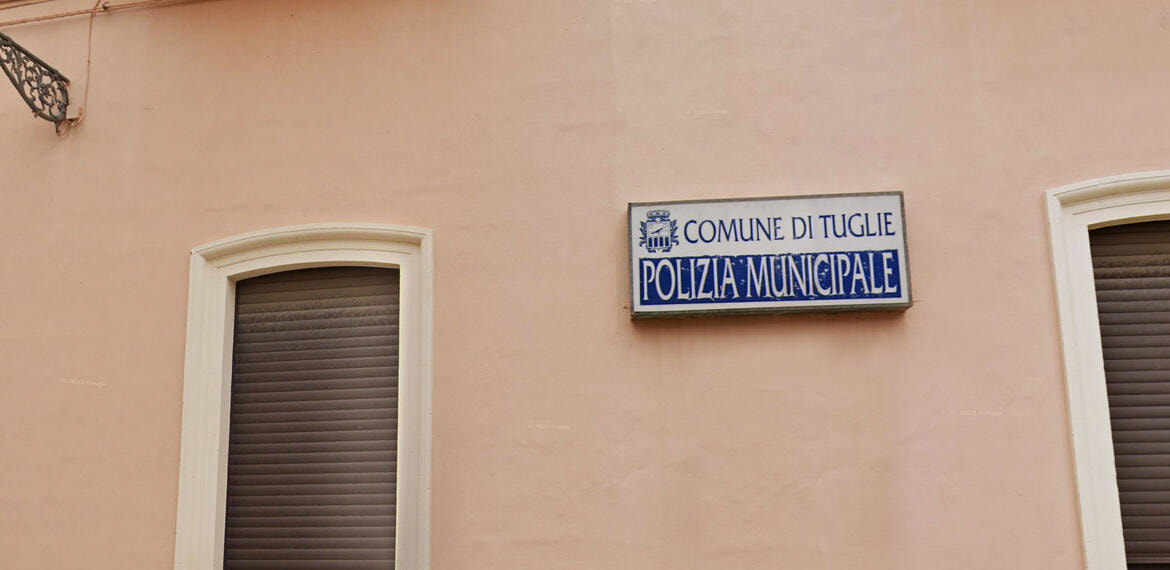 COMUNE DI TUGLIE
POLIZIA MUNICIPALE